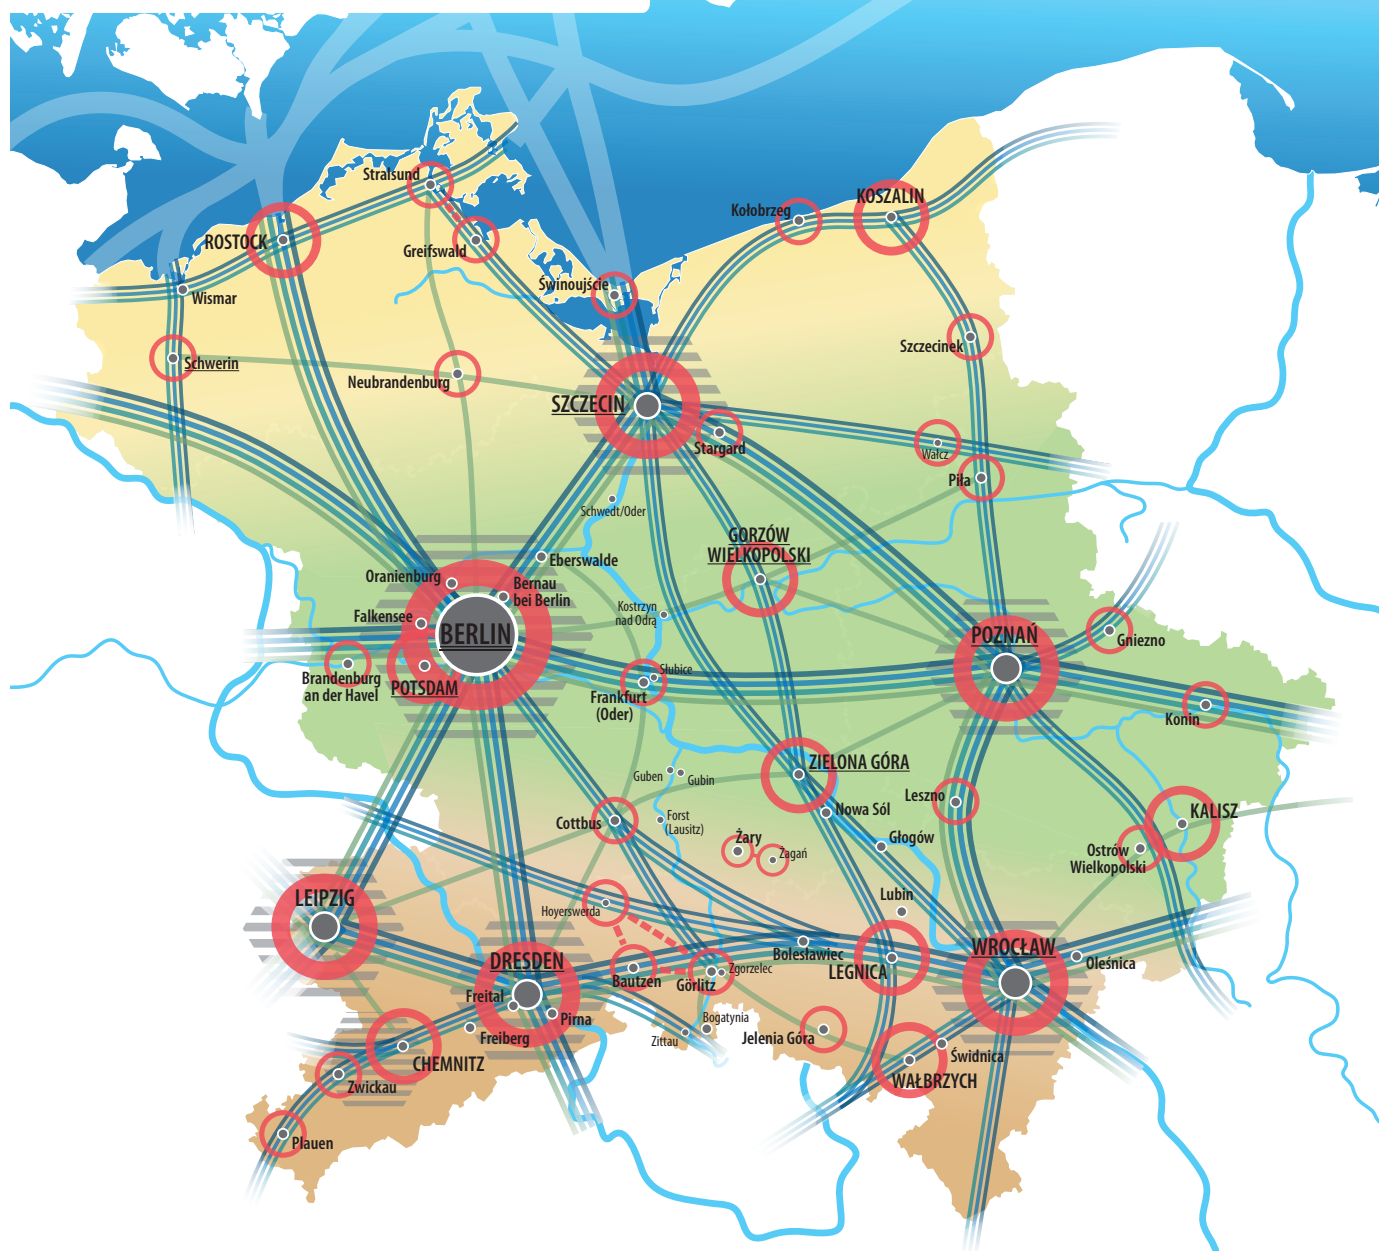 Stralsund
KOSZALIN
Kołobrzeg
ROSTOCK
Greifswald
Świnoujście
Wismar
Szczecinek
Schwerin
Neubrandenburg
SZCZECIN
Stargard
Wałcz
Piła
Schwedt/Oder
GORZÓW
WIELKOPOLSKI
Eberswalde
Oranienburg
Bernau
bei Berlin
Falkensee
Kostrzyn
nad Odrą
BERLIN
POZNAŃ
Gniezno
Brandenburg
an der Havel
POTSDAM
Słubice
Frankfurt
(Oder)
Konin
ZIELONA GÓRA
Guben
Gubin
Leszno
Nowa Sól
KALISZ
Cottbus
Forst
(Lausitz)
Żary
Żagań
Głogów
Ostrów
Wielkopolski
LEIPZIG
Hoyerswerda
Lubin
DRESDEN
WROCŁAW
Bolesławiec
Oleśnica
LEGNICA
Bautzen
Görlitz
Zgorzelec
Freital
Pirna
Bogatynia
Freiberg
Zittau
Jelenia Góra
Świdnica
CHEMNITZ
WAŁBRZYCH
Zwickau
Plauen